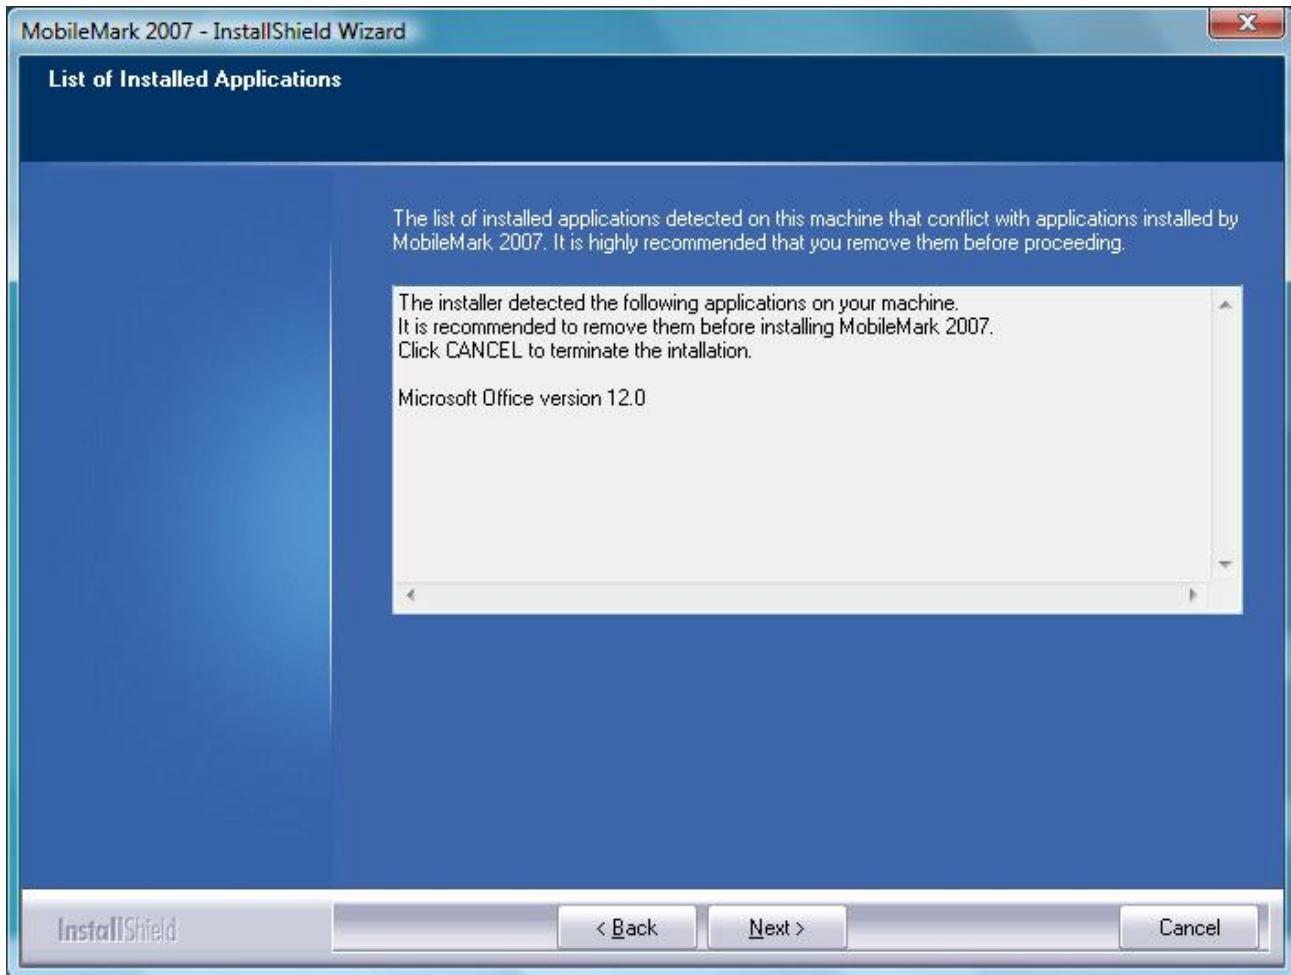 MobileMark 2007 - InstallShield Wizard
X
List of Installed Applications
The list of installed applications detected on this machine that conflict with applications installed by
MobileMark 2007. It is highly recommended that you remove them before proceeding.
The installer detected the following applications on your machine.
It is recommended to remove them before installing MobileMark 2007.
Click CANCEL to terminate the intallation.
Microsoft Office version 12.0
InstallShield
< Back
Next >
Cancel